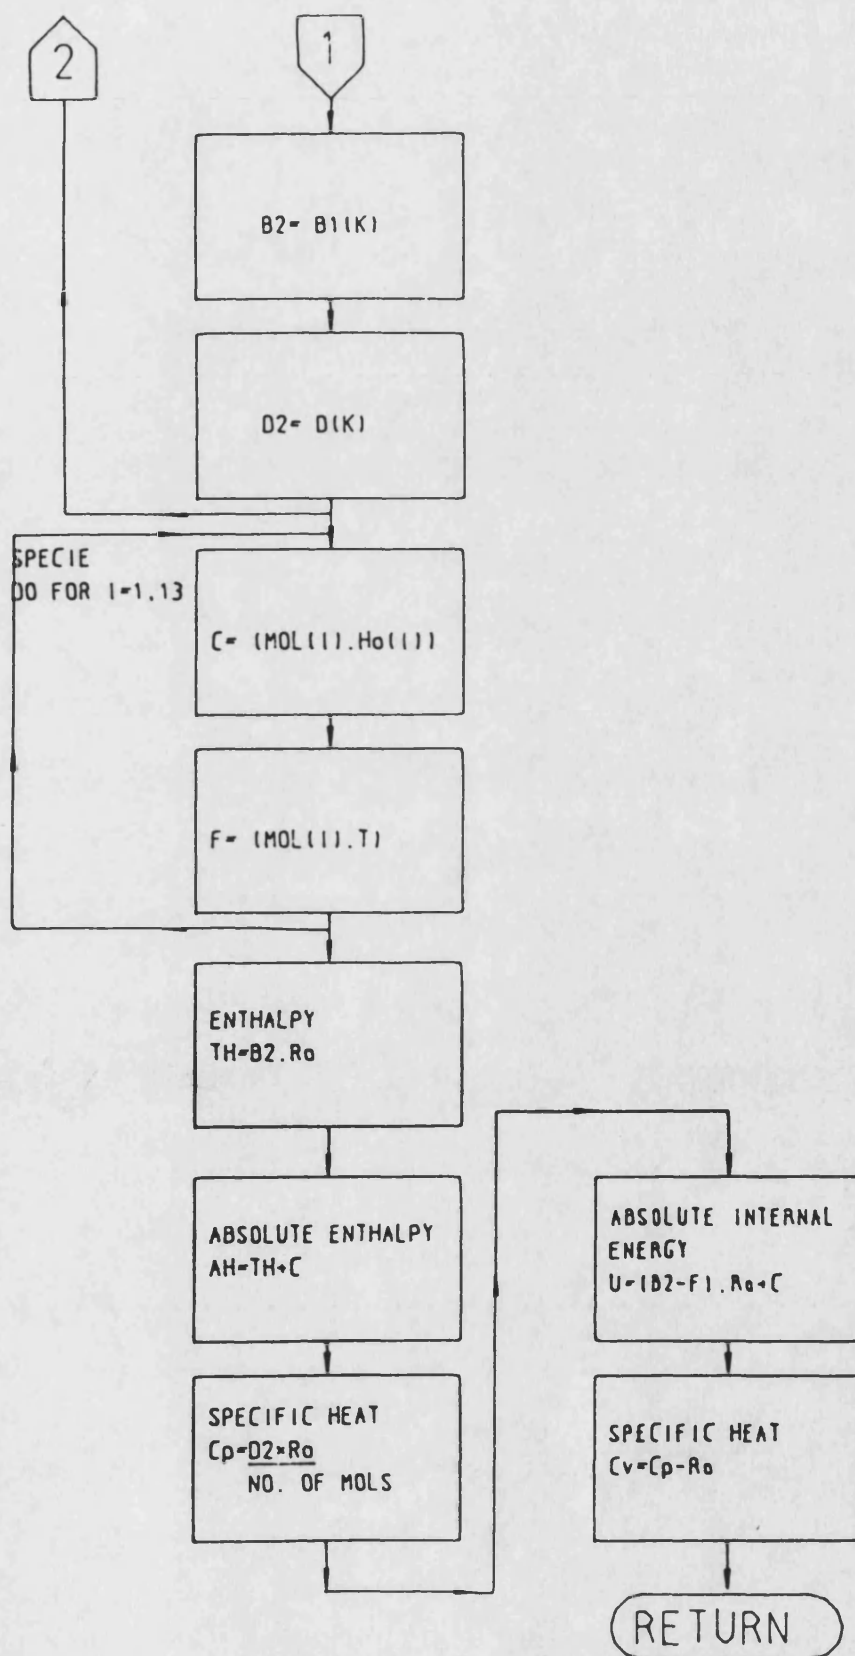 2
1
B2= B1(K)
D2= D(K)
SPECIE
DO FOR I=1,13
C= (MOL(I).Ho(I))
F= (MOL(I).T)
ENTHALPY
TH=B2.Ro
ABSOLUTE ENTHALPY
AH=TH+C
SPECIFIC HEAT
Cp=D2*Ro
NO. OF MOLS
ABSOLUTE INTERNAL
ENERGY
U=(B2-F).Ro+C
SPECIFIC HEAT
Cv=Cp-Ro
RETURN